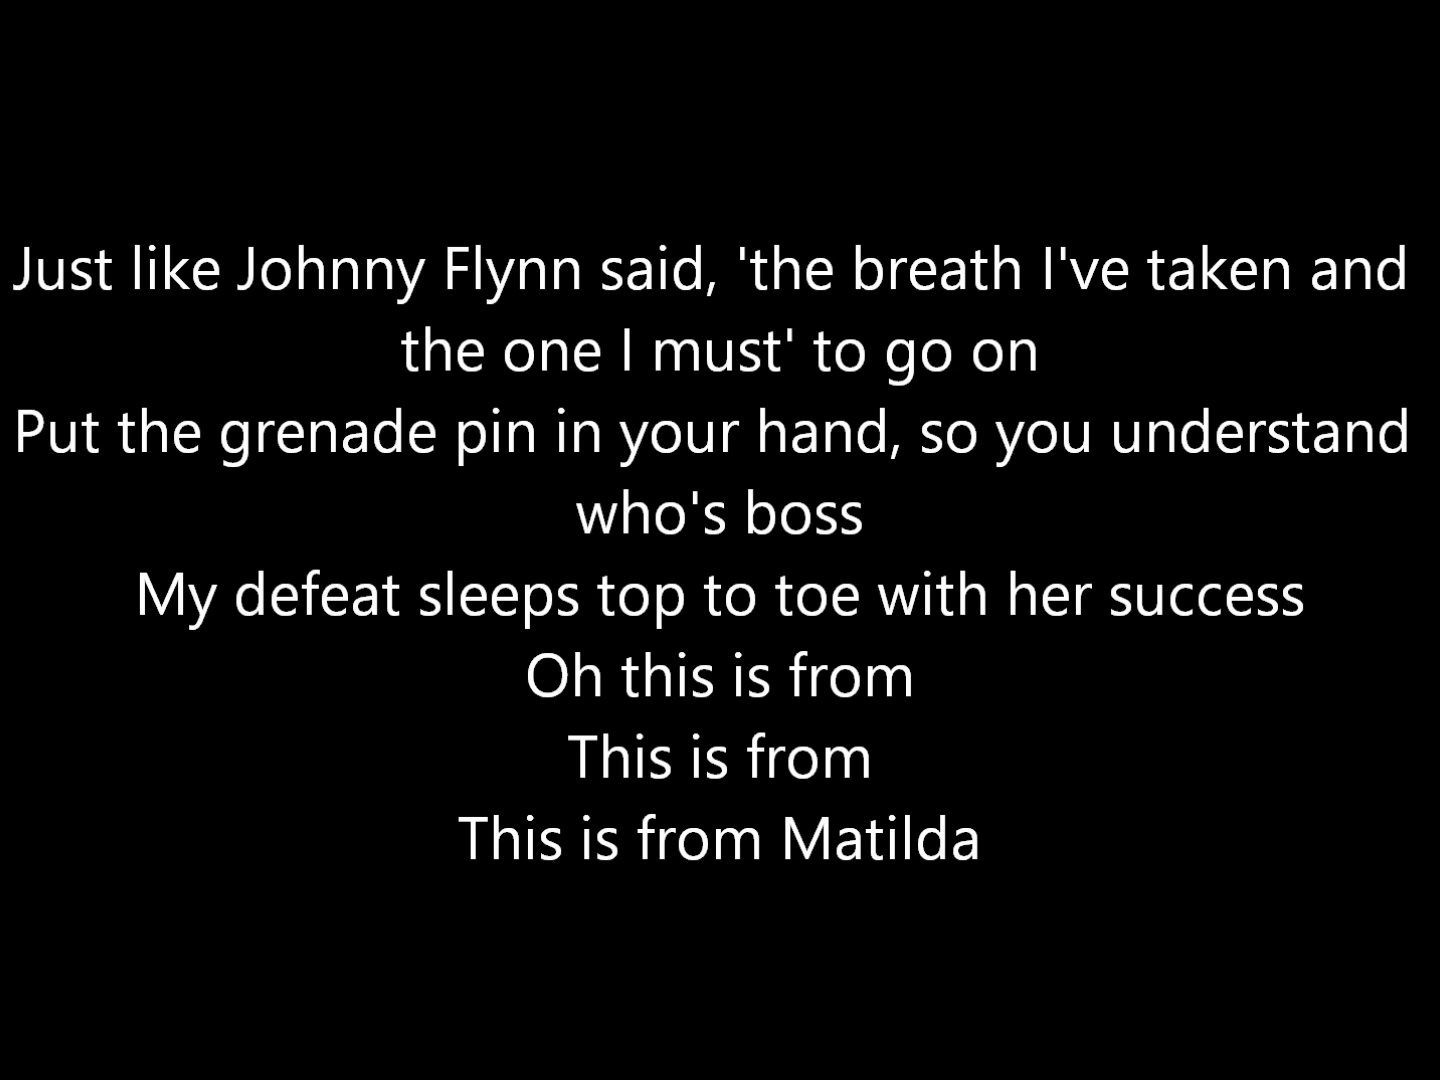 Just like Johnny Flynn said, 'the breath I've taken and
the one I must' to go on
Put the grenade pin in your hand, so you understand
who's boss
My defeat sleeps top to toe with her success
Oh this is from
This is from
This is from Matilda